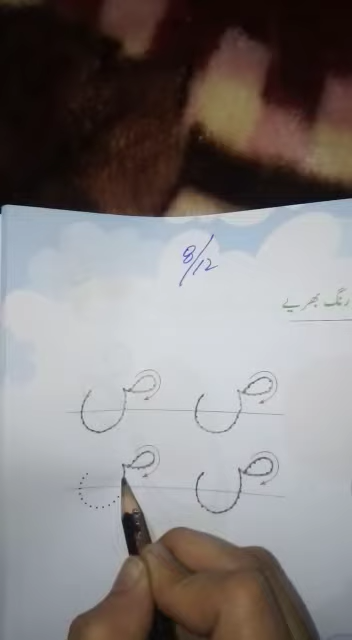 8/12
رنگ بھریے
ص ص
ص ص